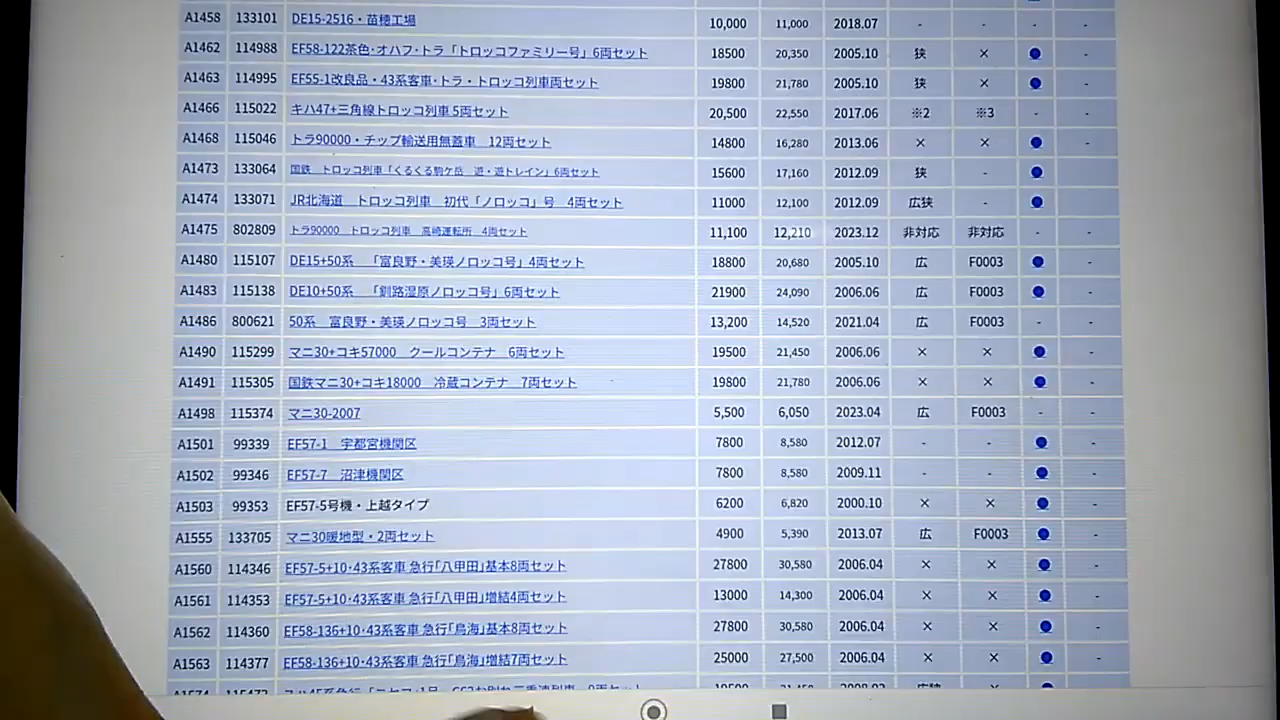 A1458 133101 DE15-2516・苗穂工場 10,000 11,000 2018.07 - - -
A1462 114988 EF58-122茶色･オハフ･トラ「トロッコファミリー号」6両セット 18500 20,350 2005.10 狭 × ● -
A1463 114995 EF55-1改良品・43系客車･トラ・トロッコ列車両セット 19800 21,780 2005.10 狭 × ● -
A1466 115022 キハ47+三角線トロッコ列車 5両セット 20,500 22,550 2017.06 ※2 ※3 - -
A1468 115046 トラ90000・チップ輸送用無蓋車　12両セット 14800 16,280 2013.06 × × ● -
A1473 133064 国鉄　トロッコ列車「くるくる駒ケ岳　遊・遊トレイン」6両セット 15600 17,160 2012.09 狭 - ●
A1474 133071 JR北海道　トロッコ列車　初代「ノロッコ」号　4両セット 11000 12,100 2012.09 広狭 - ●
A1475 802809 トラ90000　トロッコ列車　高崎運転所　4両セット 11,100 12,210 2023.12 非対応 非対応 - -
A1480 115107 DE15+50系　「富良野・美瑛ノロッコ号」4両セット 18800 20,680 2005.10 広 F0003 ● -
A1483 115138 DE10+50系　「釧路湿原ノロッコ号」6両セット 21900 24,090 2006.06 広 F0003 ● -
A1486 800621 50系　富良野・美瑛ノロッコ号　3両セット 13,200 14,520 2021.04 広 F0003 - -
A1490 115299 マニ30+コキ57000　クールコンテナ　6両セット 19500 21,450 2006.06 × × ● -
A1491 115305 国鉄マニ30+コキ18000　冷蔵コンテナ　7両セット 19800 21,780 2006.06 × × ● -
A1498 115374 マニ30-2007 5,500 6,050 2023.04 広 F0003 - -
A1501 99339 EF57-1　宇都宮機関区 7800 8,580 2012.07 - - ● -
A1502 99346 EF57-7　沼津機関区 7800 8,580 2009.11 - - ● -
A1503 99353 EF57-5号機・上越タイプ 6200 6,820 2000.10 × × ● -
A1555 133705 マニ30暖地型・2両セット 4900 5,390 2013.07 広 F0003 ● -
A1560 114346 EF57-5+10･43系客車 急行｢八甲田｣基本8両セット 27800 30,580 2006.04 × × ● -
A1561 114353 EF57-5+10･43系客車 急行｢八甲田｣増結4両セット 13000 14,300 2006.04 × × ● -
A1562 114360 EF58-136+10･43系客車 急行｢鳥海｣基本8両セット 27800 30,580 2006.04 × × ● -
A1563 114377 EF58-136+10･43系客車 急行｢鳥海｣増結7両セット 25000 27,500 2006.04 × × ● -